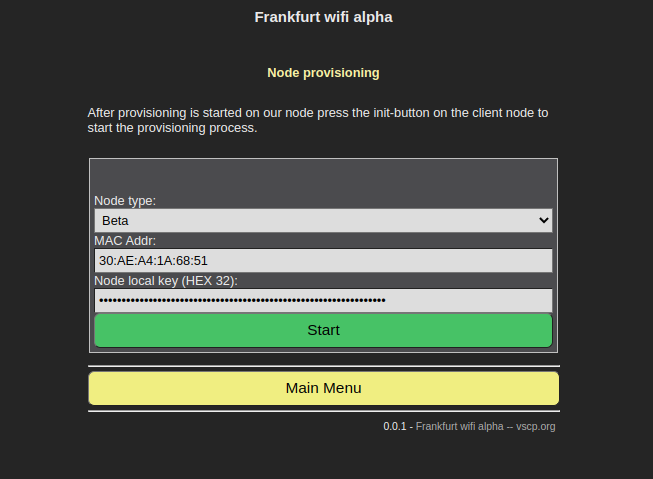 Frankfurt wifi alpha
Node provisioning
After provisioning is started on our node press the init-button on the client node to
start the provisioning process.
Node type:
Beta
MAC Addr:
30:AE:A4:1A:68:51
Node local key (HEX 32):
••••••••••••••••••••••••••••••••••••••••••••••••••••••••••••••••
Start
Main Menu
0.0.1 - Frankfurt wifi alpha -- vscp.org